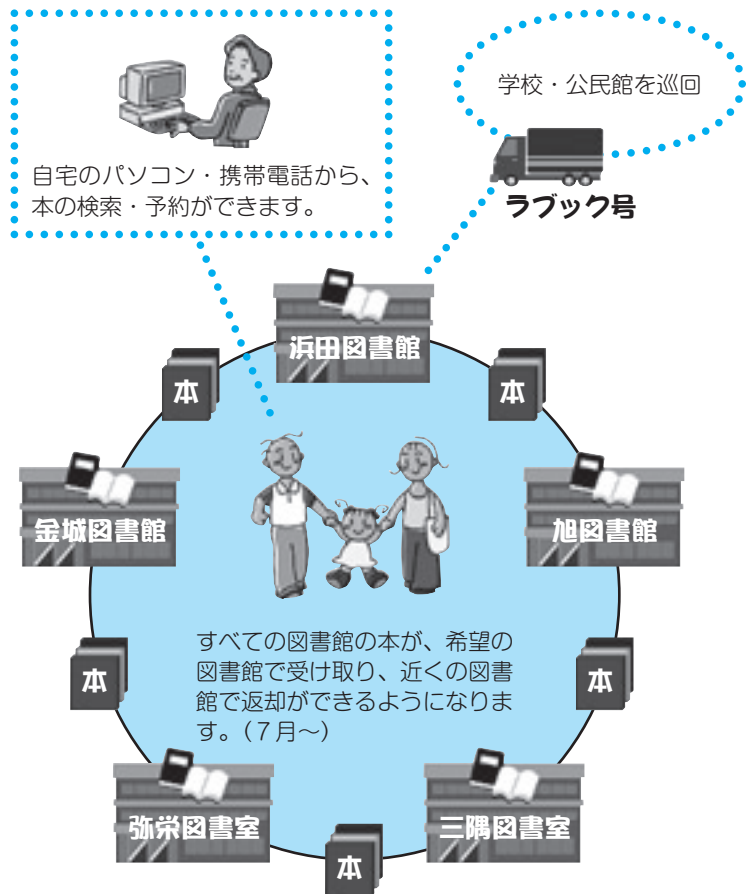 学校・公民館を巡回
自宅のパソコン・携帯電話から、
本の検索・予約ができます。
ラブック号
浜田図書館
本
本
金城図書館
旭図書館
すべての図書館の本が、希望の
図書館で受け取り、近くの図書
館で返却ができるようになりま
す。（７月～）
本
本
弥栄図書室
三隅図書室
本